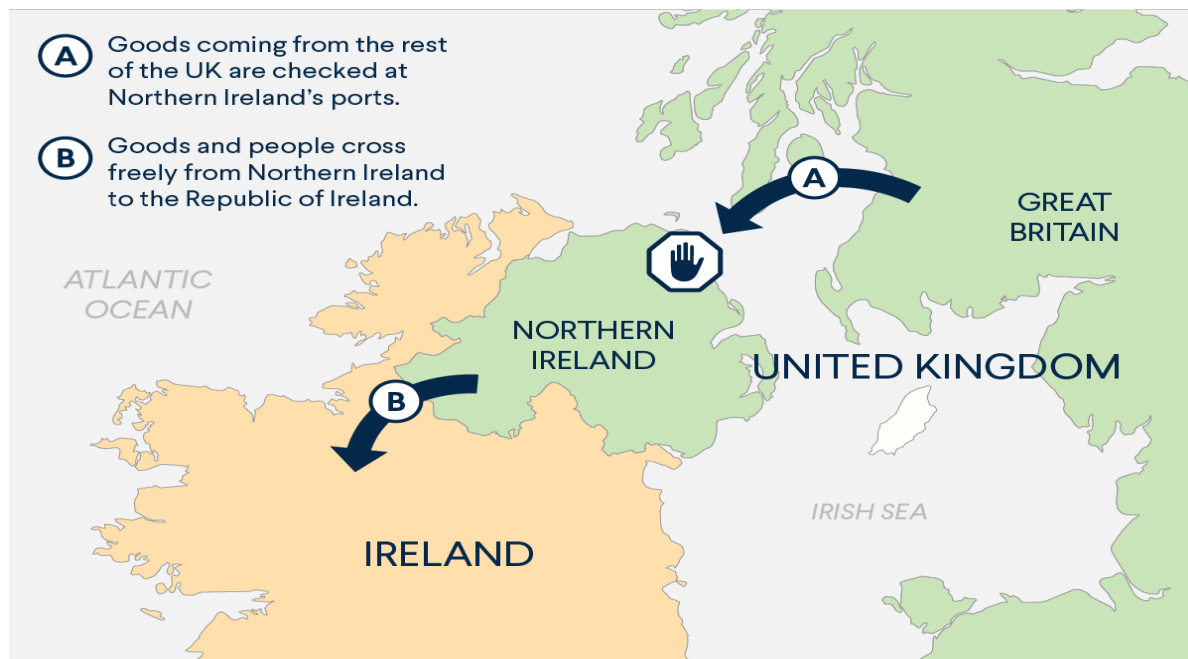 A
Goods coming from the rest
of the UK are checked at
Northern Ireland’s ports.
B
Goods and people cross
freely from Northern Ireland
to the Republic of Ireland.
A
GREAT
BRITAIN
ATLANTIC
OCEAN
NORTHERN
IRELAND
UNITED KINGDOM
B
IRISH SEA
IRELAND